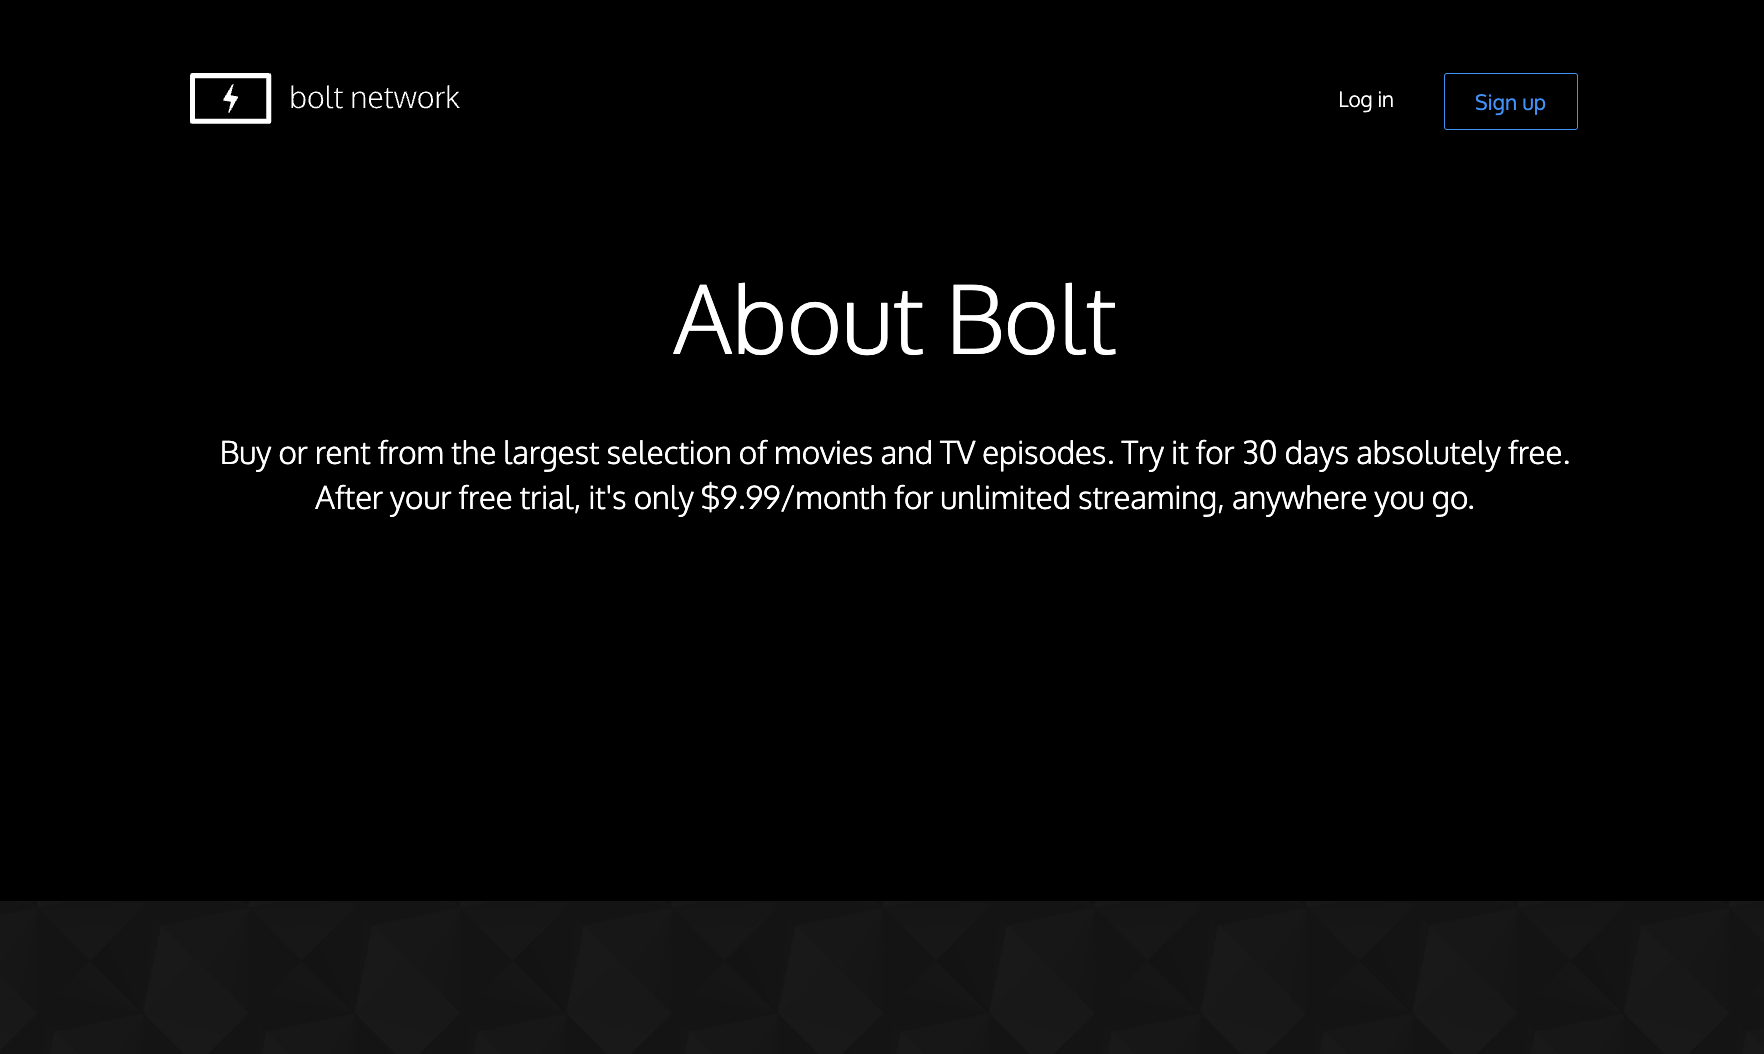 bolt network
Log in
Sign up
About Bolt
Buy or rent from the largest selection of movies and TV episodes. Try it for 30 days absolutely free.
After your free trial, it's only $9.99/month for unlimited streaming, anywhere you go.